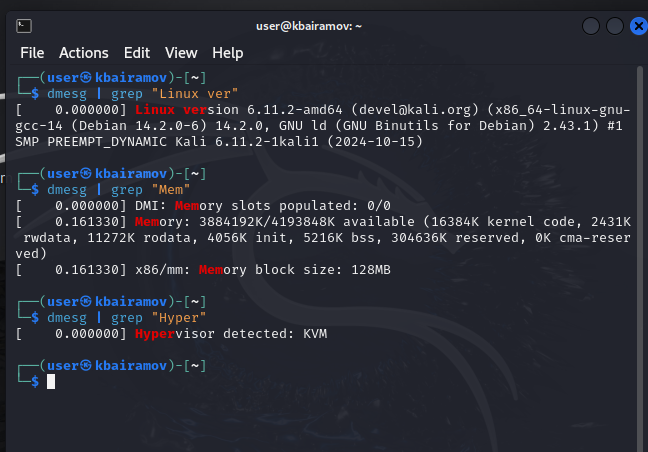 user@kbairamov: ~
File Actions Edit View Help
┌──(user㉿kbairamov)-[~]
└─$ dmesg | grep "Linux ver"
[    0.000000] Linux version 6.11.2-amd64 (devel@kali.org) (x86_64-linux-gnu-
gcc-14 (Debian 14.2.0-6) 14.2.0, GNU ld (GNU Binutils for Debian) 2.43.1) #1
SMP PREEMPT_DYNAMIC Kali 6.11.2-1kali1 (2024-10-15)
┌──(user㉿kbairamov)-[~]
└─$ dmesg | grep "Mem"
[    0.000000] DMI: Memory slots populated: 0/0
[    0.161330] Memory: 3884192K/4193848K available (16384K kernel code, 2431K
rwdata, 11272K rodata, 4056K init, 5216K bss, 304636K reserved, 0K cma-reser
ved)
[    0.161330] x86/mm: Memory block size: 128MB
┌──(user㉿kbairamov)-[~]
└─$ dmesg | grep "Hyper"
[    0.000000] Hypervisor detected: KVM
┌──(user㉿kbairamov)-[~]
└─$